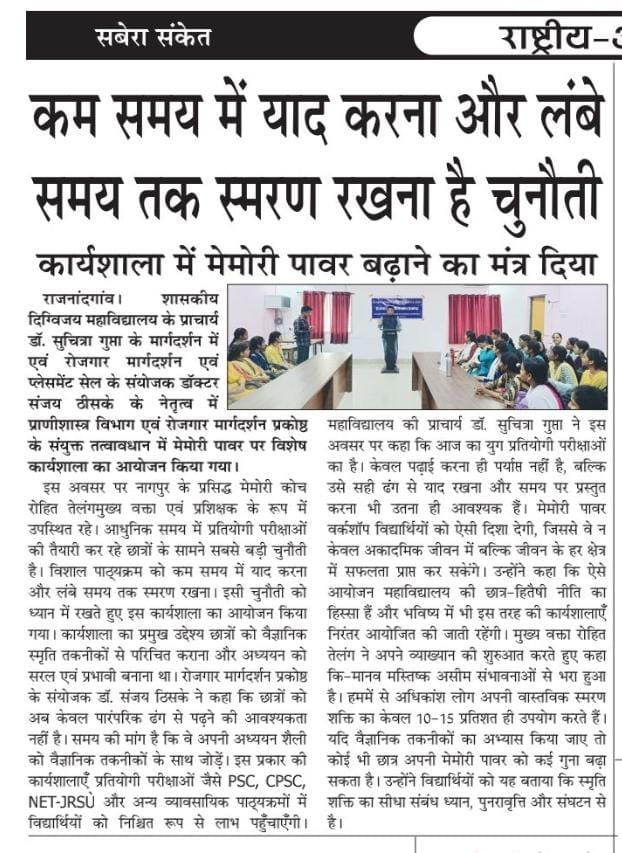 सबेरा संकेत
राष्ट्रीय-
कम समय में याद करना और लंबे
समय तक स्मरण रखना है चुनौती
कार्यशाला में मेमोरी पावर बढ़ाने का मंत्र दिया
राजनांदगांव। शासकीय
दिग्विजय महाविद्यालय के प्राचार्य
डॉ. सुचित्रा गुप्ता के मार्गदर्शन में
एवं रोजगार मार्गदर्शन एवं
प्लेसमेंट सेल के संयोजक डॉक्टर
संजय ठीसके के नेतृत्व में
प्राणीशास्त्र विभाग एवं रोजगार मार्गदर्शन प्रकोष्ठ
के संयुक्त तत्वावधान में मेमोरी पावर पर विशेष
कार्यशाला का आयोजन किया गया।
इस अवसर पर नागपुर के प्रसिद्ध मेमोरी कोच
रोहित तेलंगमुख्य वक्ता एवं प्रशिक्षक के रूप में
उपस्थित रहे। आधुनिक समय में प्रतियोगी परीक्षाओं
की तैयारी कर रहे छात्रों के सामने सबसे बड़ी चुनौती
है। विशाल पाठ्यक्रम को कम समय में याद करना
और लंबे समय तक स्मरण रखना। इसी चुनौती को
ध्यान में रखते हुए इस कार्यशाला का आयोजन किया
गया। कार्यशाला का प्रमुख उद्देश्य छात्रों को वैज्ञानिक
स्मृति तकनीकों से परिचित कराना और अध्ययन को
सरल एवं प्रभावी बनाना था। रोजगार मार्गदर्शन प्रकोष्ठ
के संयोजक डॉ. संजय ठिसके ने कहा कि छात्रों को
अब केवल पारंपरिक ढंग से पढ़ने की आवश्यकता
नहीं है। समय की मांग है कि वे अपनी अध्ययन शैली
को वैज्ञानिक तकनीकों के साथ जोड़ें। इस प्रकार की
कार्यशालाएँ प्रतियोगी परीक्षाओं जैसे PSC, CPSC,
NET-JRSÙ और अन्य व्यावसायिक पाठ्यक्रमों में
विद्यार्थियों को निश्चित रूप से लाभ पहुँचाएँगी।
महाविद्यालय की प्राचार्य डॉ. सुचित्रा गुप्ता ने इस
अवसर पर कहा कि आज का युग प्रतियोगी परीक्षाओं
का है। केवल पढ़ाई करना ही पर्याप्त नहीं है, बल्कि
उसे सही ढंग से याद रखना और समय पर प्रस्तुत
करना भी उतना ही आवश्यक हैं। मेमोरी पावर
वर्कशॉप विद्यार्थियों को ऐसी दिशा देगी, जिससे वे न
केवल अकादमिक जीवन में बल्कि जीवन के हर क्षेत्र
में सफलता प्राप्त कर सकेंगे। उन्होंने कहा कि ऐसे
आयोजन महाविद्यालय की छात्र-हितैषी नीति का
हिस्सा हैं और भविष्य में भी इस तरह की कार्यशालाएँ
निरंतर आयोजित की जाती रहेंगी। मुख्य वक्ता रोहित
तेलंग ने अपने व्याख्यान की शुरुआत करते हुए कहा
कि-मानव मस्तिष्क असीम संभावनाओं से भरा हुआ
है। हममें से अधिकांश लोग अपनी वास्तविक स्मरण
शक्ति का केवल 10-15 प्रतिशत ही उपयोग करते हैं।
यदि वैज्ञानिक तकनीकों का अभ्यास किया जाए तो
कोई भी छात्र अपनी मेमोरी पावर को कई गुना बढ़ा
सकता है। उन्होंने विद्यार्थियों को यह बताया कि स्मृति
शक्ति का सीधा संबंध ध्यान, पुनरावृत्ति और संघटन से
है।